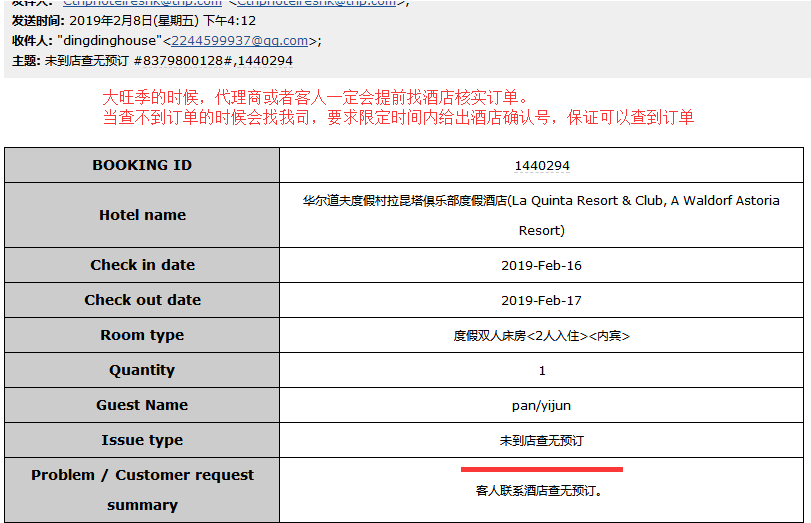 发件人: "Ctriphotelreshk@trip.com" <Ctriphotelreshk@trip.com>;
发送时间: 2019年2月8日(星期五) 下午4:12
收件人: "dingdinghouse"<2244599937@qq.com>;
主题: 未到店查无预订 #8379800128#,1440294
大旺季的时候，代理商或者客人一定会提前找酒店核实订单。
当查不到订单的时候会找我司，要求限定时间内给出酒店确认号，保证可以查到订单
BOOKING ID 1440294
Hotel name 华尔道夫度假村拉昆塔俱乐部度假酒店(La Quinta Resort & Club, A Waldorf Astoria
Resort)
Check in date 2019-Feb-16
Check out date 2019-Feb-17
Room type 度假双人床房<2人入住><内宾>
Quantity 1
Guest Name pan/yijun
Issue type 未到店查无预订
Problem / Customer request
summary 客人联系酒店查无预订。